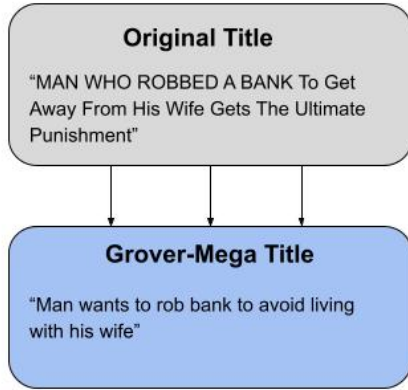 Original Title
“MAN WHO ROBBED A BANK To Get
Away From His Wife Gets The Ultimate
Punishment”
Grover-Mega Title
“Man wants to rob bank to avoid living
with his wife”